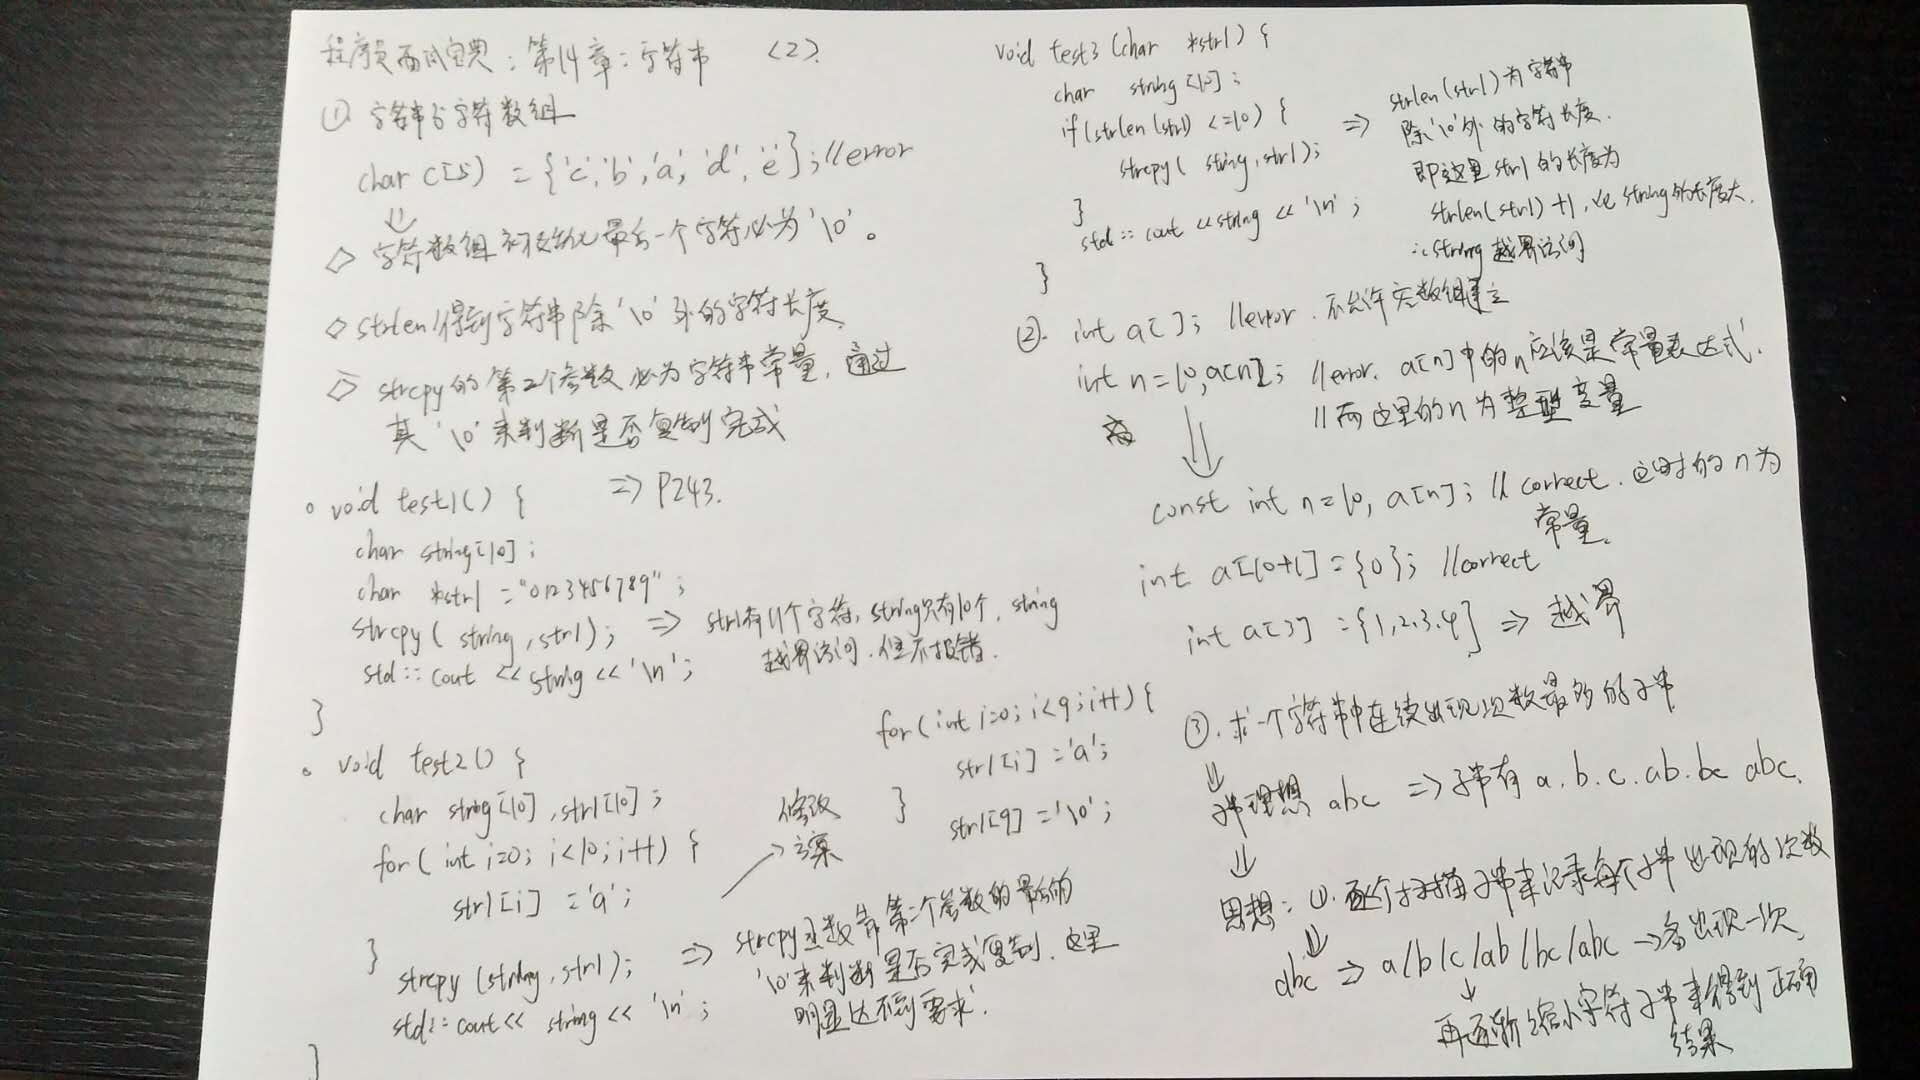 程序员面试宝典：第14章：字符串 <2>.
① 字符串与字符数组
char c[5) = {'c','b','a','d','e'};//error
⇓
◇ 字符数组初始化最后一个字符必为'\0'。
◇ strlen得到字符串除'\0'外的字符长度.
◇ strcpy的第2个参数必为字符串常量，通过
其'\0'来判断是否复制完成
○ void test1() { => P243.
char string[10];
char *str1 = "0123456789";
strcpy( string,str1); => str1有11个字符,string只有10个，string
越界访问.但不报错.
std::cout <<string <<'\n';
}
○ void test2() {
char string[10],str1[10];
for( int i=0; i<10;i++) {
str1[i] ='a';
}
修改
方案
for(int i=0;i<9;i++){
str1[i] ='a';
}
str1[9] ='\0';
strcpy (string,str1); => strcpy函数靠第二个参数的最后的
'\0'来判断是否完成复制，这里
明显达不到要求.
std::cout<< string << '\n';
}
void test3 (char *str1) {
char string [10];
if(strlen(str1) <=10) { => strlen(str1)为字符串
除'\0'外的字符长度.
strcpy( string,str1);
即这里str1的长度为
}
strlen(str1)+1,比string的长度大.
std::cout <<string <<'\n';
∴string越界访问
}
②. int a[]; //error.不允许空数组建立
int n=10,a[n]; //error. a[n]中的n应该是常量表达式.
//而这里的n为整型变量
⇓
const int n=10, a[n]; // correct.这时的n为
常量.
int a[10+1]={0}; //correct
int a[3] ={1,2,3,4} => 越界
③.求一个字符串中连续出现次数最多的子串
⇓
abc => 子串有a.b.c.ab.bc abc.
⇓
思想：①.逐个扫描子串来记录每个子串出现的次数
⇓
abc => a/b/c/ab/bc/abc →各出现一次,
↓
再逐渐缩小字符子串来得到正确
结果